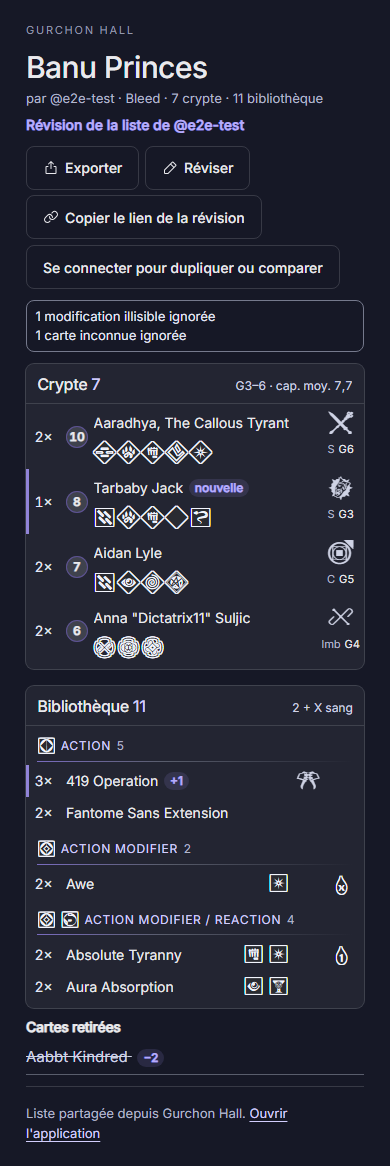 GURCHON HALL
Banu Princes
par @e2e-test · Bleed · 7 crypte · 11 bibliothèque
Révision de la liste de @e2e-test
Exporter
Réviser
Copier le lien de la révision
Se connecter pour dupliquer ou comparer
1 modification illisible ignorée
1 carte inconnue ignorée
Crypte 7
G3–6 · cap. moy. 7,7
2× 10 Aaradhya, The Callous Tyrant
S G6
1× 8 Tarbaby Jack nouvelle
S G3
2× 7 Aidan Lyle
C G5
2× 6 Anna "Dictatrix11" Suljic
Imb G4
Bibliothèque 11
2 + X sang
ACTION 5
3× 419 Operation +1
2× Fantome Sans Extension
ACTION MODIFIER 2
2× Awe X
ACTION MODIFIER / REACTION 4
2× Absolute Tyranny 1
2× Aura Absorption
Cartes retirées
Aabbt Kindred −2
Liste partagée depuis Gurchon Hall. Ouvrir
l'application